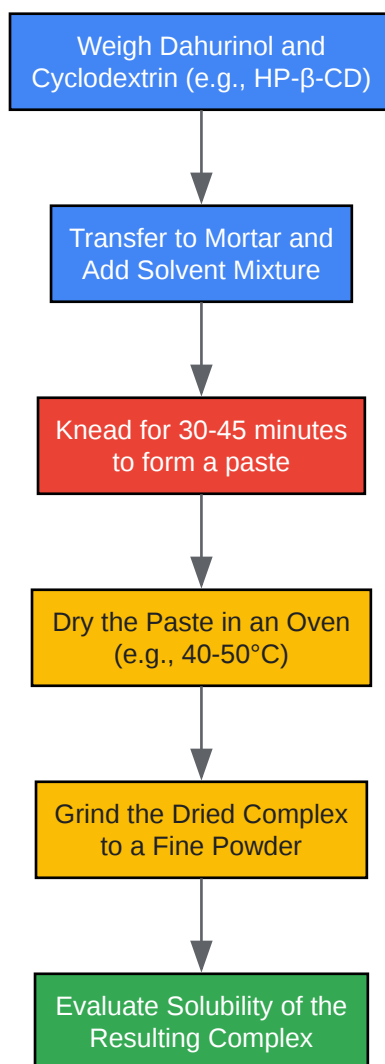 Weigh Dahurinol and
Cyclodextrin (e.g., HP-β-CD)
Transfer to Mortar and
Add Solvent Mixture
Knead for 30-45 minutes
to form a paste
Dry the Paste in an Oven
(e.g., 40-50°C)
Grind the Dried Complex
to a Fine Powder
Evaluate Solubility of the
Resulting Complex